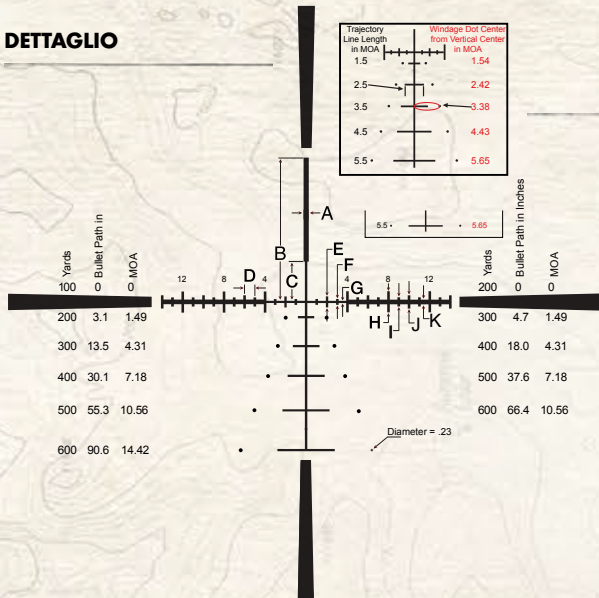 DETTAGLIO
Trajectory Line Length in MOA
Windage Dot Center from Vertical Center in MOA
1.5 1.54
2.5 2.42
3.5 3.38
4.5 4.43
5.5 5.65
5.5 5.65
A
B
C
D
E
F
G
H
I
J
K
12 8 4 4 8 12
Yards Bullet Path in MOA
100 0 0
200 3.1 1.49
300 13.5 4.31
400 30.1 7.18
500 55.3 10.56
600 90.6 14.42
Yards Bullet Path in Inches MOA
200 0 0
300 4.7 1.49
400 18.0 4.31
500 37.6 7.18
600 66.4 10.56
Diameter = .23